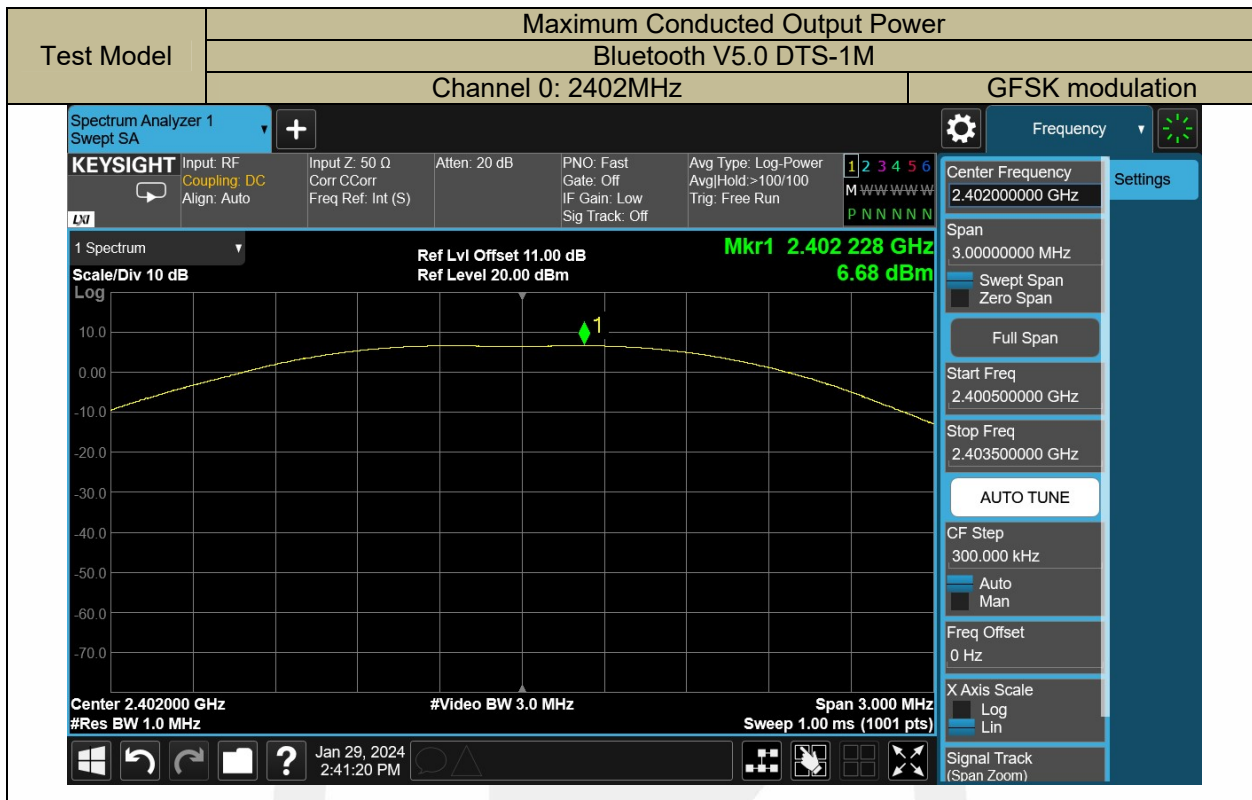 Test Model
Maximum Conducted Output Power
Bluetooth V5.0 DTS-1M
Channel 0: 2402MHz
GFSK modulation
Spectrum Analyzer 1
Swept SA
+
Frequency
KEYSIGHT
LXI
Input: RF
Coupling: DC
Align: Auto
Input Z: 50 Ω
Corr CCorr
Freq Ref: Int (S)
Atten: 20 dB
PNO: Fast
Gate: Off
IF Gain: Low
Sig Track: Off
Avg Type: Log-Power
Avg|Hold:>100/100
Trig: Free Run
1 2 3 4 5 6
M W W W W W
P N N N N N
1 Spectrum
Scale/Div 10 dB
Log
Ref Lvl Offset 11.00 dB
Ref Level 20.00 dBm
Mkr1 2.402 228 GHz
6.68 dBm
1
10.0
0.00
-10.0
-20.0
-30.0
-40.0
-50.0
-60.0
-70.0
Center 2.402000 GHz
#Video BW 3.0 MHz
Span 3.000 MHz
#Res BW 1.0 MHz
Sweep 1.00 ms (1001 pts)
?
Jan 29, 2024
2:41:20 PM
Center Frequency
2.402000000 GHz
Settings
Span
3.00000000 MHz
Swept Span
Zero Span
Full Span
Start Freq
2.400500000 GHz
Stop Freq
2.403500000 GHz
AUTO TUNE
CF Step
300.000 kHz
Auto
Man
Freq Offset
0 Hz
X Axis Scale
Log
Lin
Signal Track
(Span Zoom)